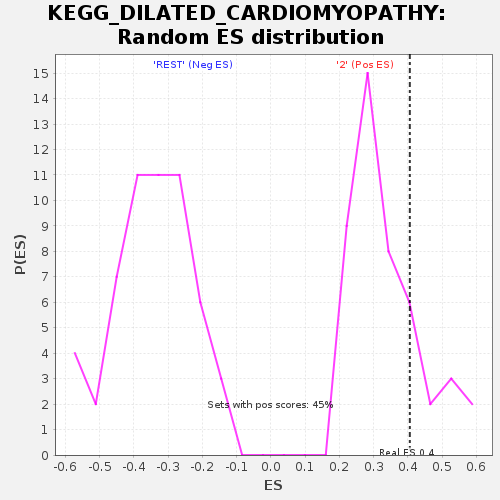 KEGG_DILATED_CARDIOMYOPATHY:
Random ES distribution
'REST' (Neg ES)
'2' (Pos ES)
15
14
13
12
11
10
9
8
7
6
5
4
3
2
1
0
P(ES)
Sets with pos scores: 45%
Real ES 0.4
-0.6 -0.5 -0.4 -0.3 -0.2 -0.1 0.0 0.1 0.2 0.3 0.4 0.5 0.6
ES